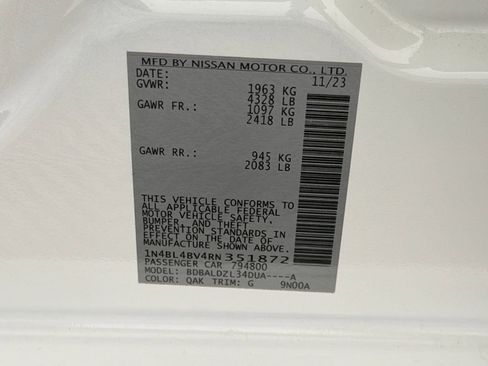 MFD BY NISSAN MOTOR CO., LTD.
DATE: 11/23
GVWR: 1963 KG
4328 LB
GAWR FR.: 1097 KG
2418 LB
GAWR RR.: 945 KG
2083 LB
THIS VEHICLE CONFORMS TO
ALL APPLICABLE FEDERAL
MOTOR VEHICLE SAFETY,
BUMPER, AND THEFT
PREVENTION STANDARDS
IN EFFECT ON THE DATE OF
MANUFACTURE SHOWN ABOVE.
1N4BL4BV4RN351872
PASSENGER CAR 794800
MODEL: BDBALDZL34DUA----A
COLOR: QAK TRIM: G 9N00A